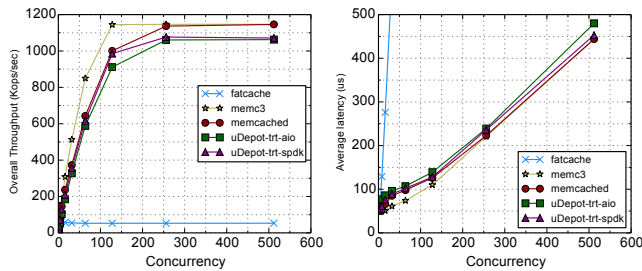 1200
1000
800
600
400
200
0
Overall Throughput (Kops/sec)
0 100 200 300 400 500 600
Concurrency
fatcache
memc3
memcached
uDepot-trt-aio
uDepot-trt-spdk
500
400
300
200
100
0
Average latency (us)
0 100 200 300 400 500 600
Concurrency
fatcache
memc3
memcached
uDepot-trt-aio
uDepot-trt-spdk